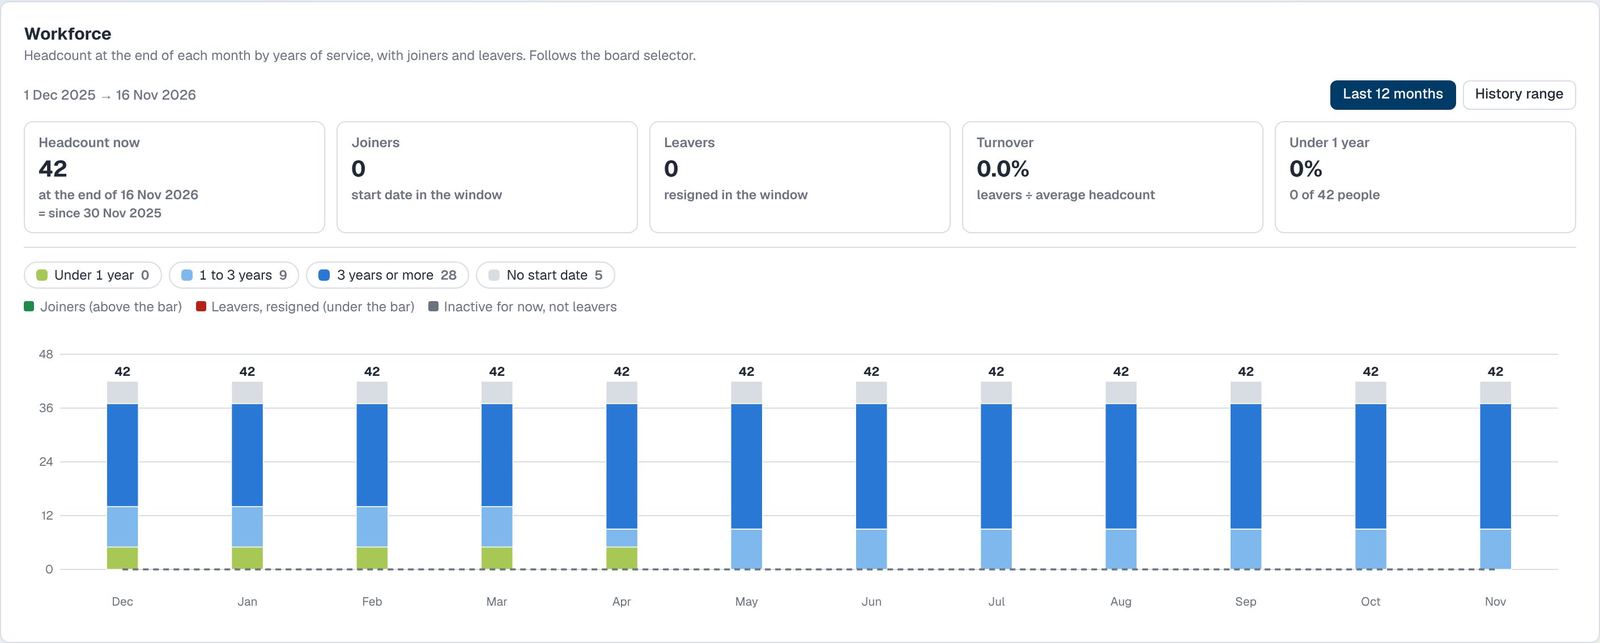 Workforce
Headcount at the end of each month by years of service, with joiners and leavers. Follows the board selector.
1 Dec 2025 → 16 Nov 2026
Last 12 months
History range
Headcount now
42
at the end of 16 Nov 2026
= since 30 Nov 2025
Joiners
0
start date in the window
Leavers
0
resigned in the window
Turnover
0.0%
leavers ÷ average headcount
Under 1 year
0%
0 of 42 people
Under 1 year 0
1 to 3 years 9
3 years or more 28
No start date 5
Joiners (above the bar)
Leavers, resigned (under the bar)
Inactive for now, not leavers
48
42 42 42 42 42 42 42 42 42 42 42 42
36
24
12
0
Dec Jan Feb Mar Apr May Jun Jul Aug Sep Oct Nov